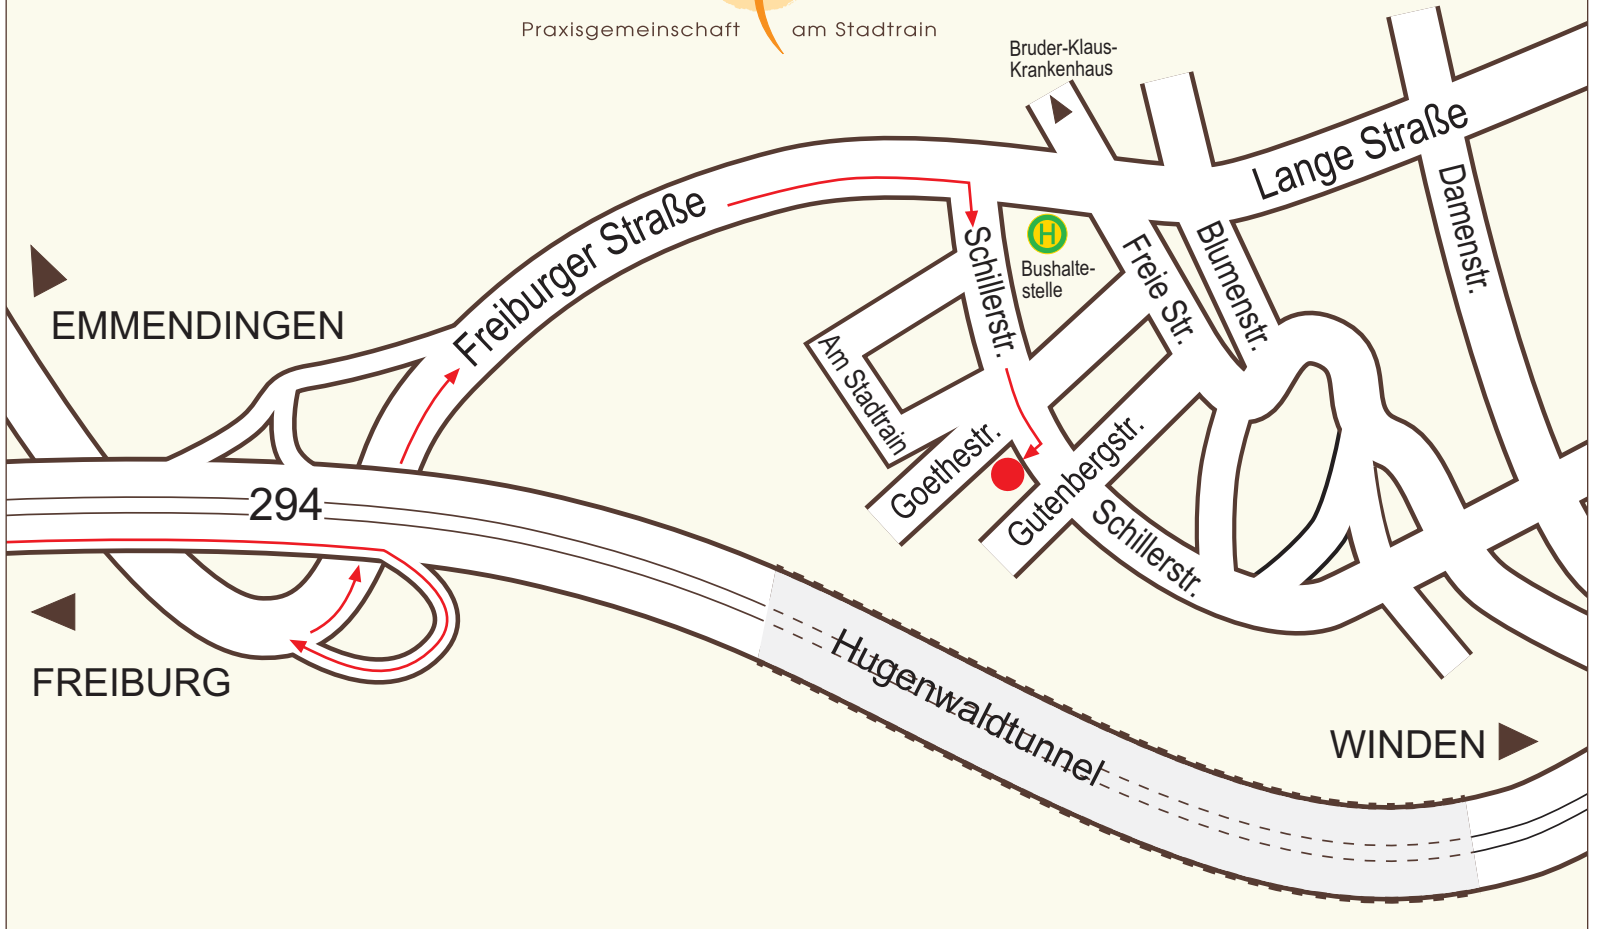 Praxisgemeinschaft am Stadtrain
Bruder-Klaus-
Krankenhaus
Lange Straße
Damenstr.
Freiburger Straße
Schillerstr.
H
Bushalte-
stelle
Freie Str.
Blumenstr.
EMMENDINGEN
Am Stadtrain
Goethestr.
Gutenbergstr.
Schillerstr.
294
FREIBURG
Hugenwaldtunnel
WINDEN